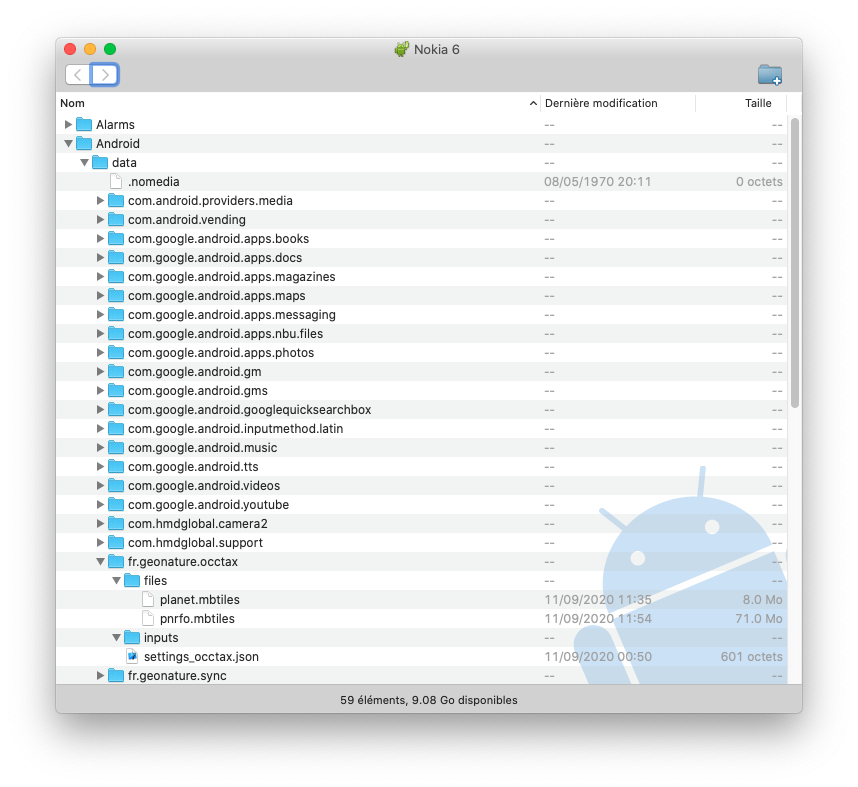 Nokia 6
Nom Dernière modification Taille
Alarms -- --
Android -- --
data -- --
.nomedia 08/05/1970 20:11 0 octets
com.android.providers.media -- --
com.android.vending -- --
com.google.android.apps.books -- --
com.google.android.apps.docs -- --
com.google.android.apps.magazines -- --
com.google.android.apps.maps -- --
com.google.android.apps.messaging -- --
com.google.android.apps.nbu.files -- --
com.google.android.apps.photos -- --
com.google.android.gm -- --
com.google.android.gms -- --
com.google.android.googlequicksearchbox -- --
com.google.android.inputmethod.latin -- --
com.google.android.music -- --
com.google.android.tts -- --
com.google.android.videos -- --
com.google.android.youtube -- --
com.hmdglobal.camera2 -- --
com.hmdglobal.support -- --
fr.geonature.occtax -- --
files -- --
planet.mbtiles 11/09/2020 11:35 8.0 Mo
pnrfo.mbtiles 11/09/2020 11:54 71.0 Mo
inputs -- --
settings_occtax.json 11/09/2020 00:50 601 octets
fr.geonature.sync -- --
59 éléments, 9.08 Go disponibles